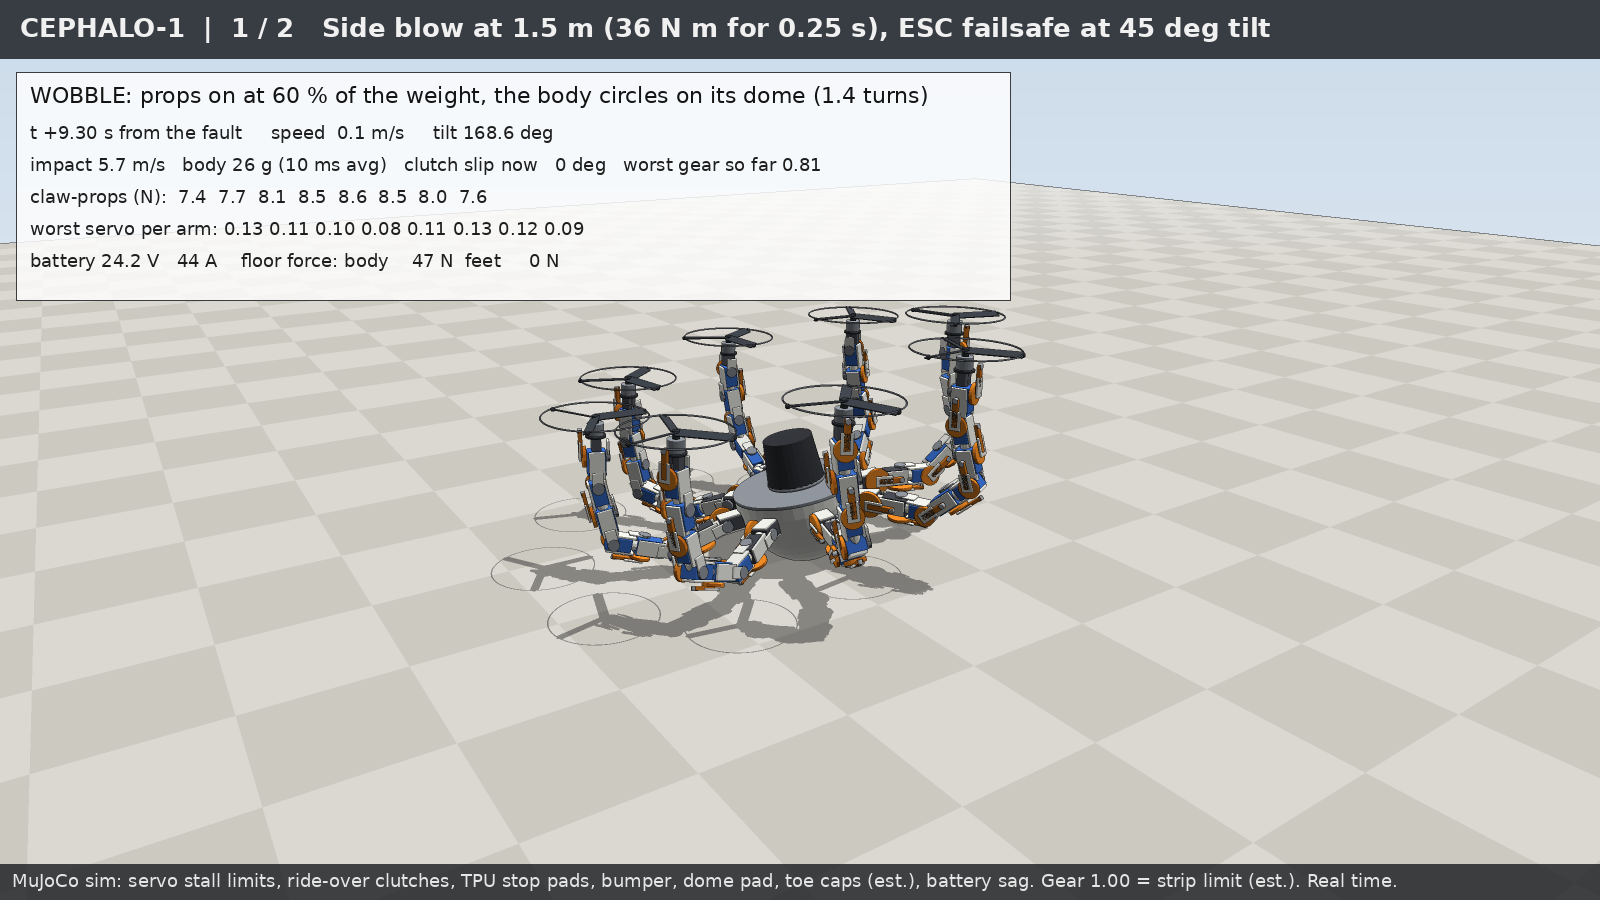 CEPHALO-1 | 1 / 2 Side blow at 1.5 m (36 N m for 0.25 s), ESC failsafe at 45 deg tilt
WOBBLE: props on at 60 % of the weight, the body circles on its dome (1.4 turns)
t +9.30 s from the fault speed 0.1 m/s tilt 168.6 deg
impact 5.7 m/s body 26 g (10 ms avg) clutch slip now 0 deg worst gear so far 0.81
claw-props (N): 7.4 7.7 8.1 8.5 8.6 8.5 8.0 7.6
worst servo per arm: 0.13 0.11 0.10 0.08 0.11 0.13 0.12 0.09
battery 24.2 V 44 A floor force: body 47 N feet 0 N
MuJoCo sim: servo stall limits, ride-over clutches, TPU stop pads, bumper, dome pad, toe caps (est.), battery sag. Gear 1.00 = strip limit (est.). Real time.